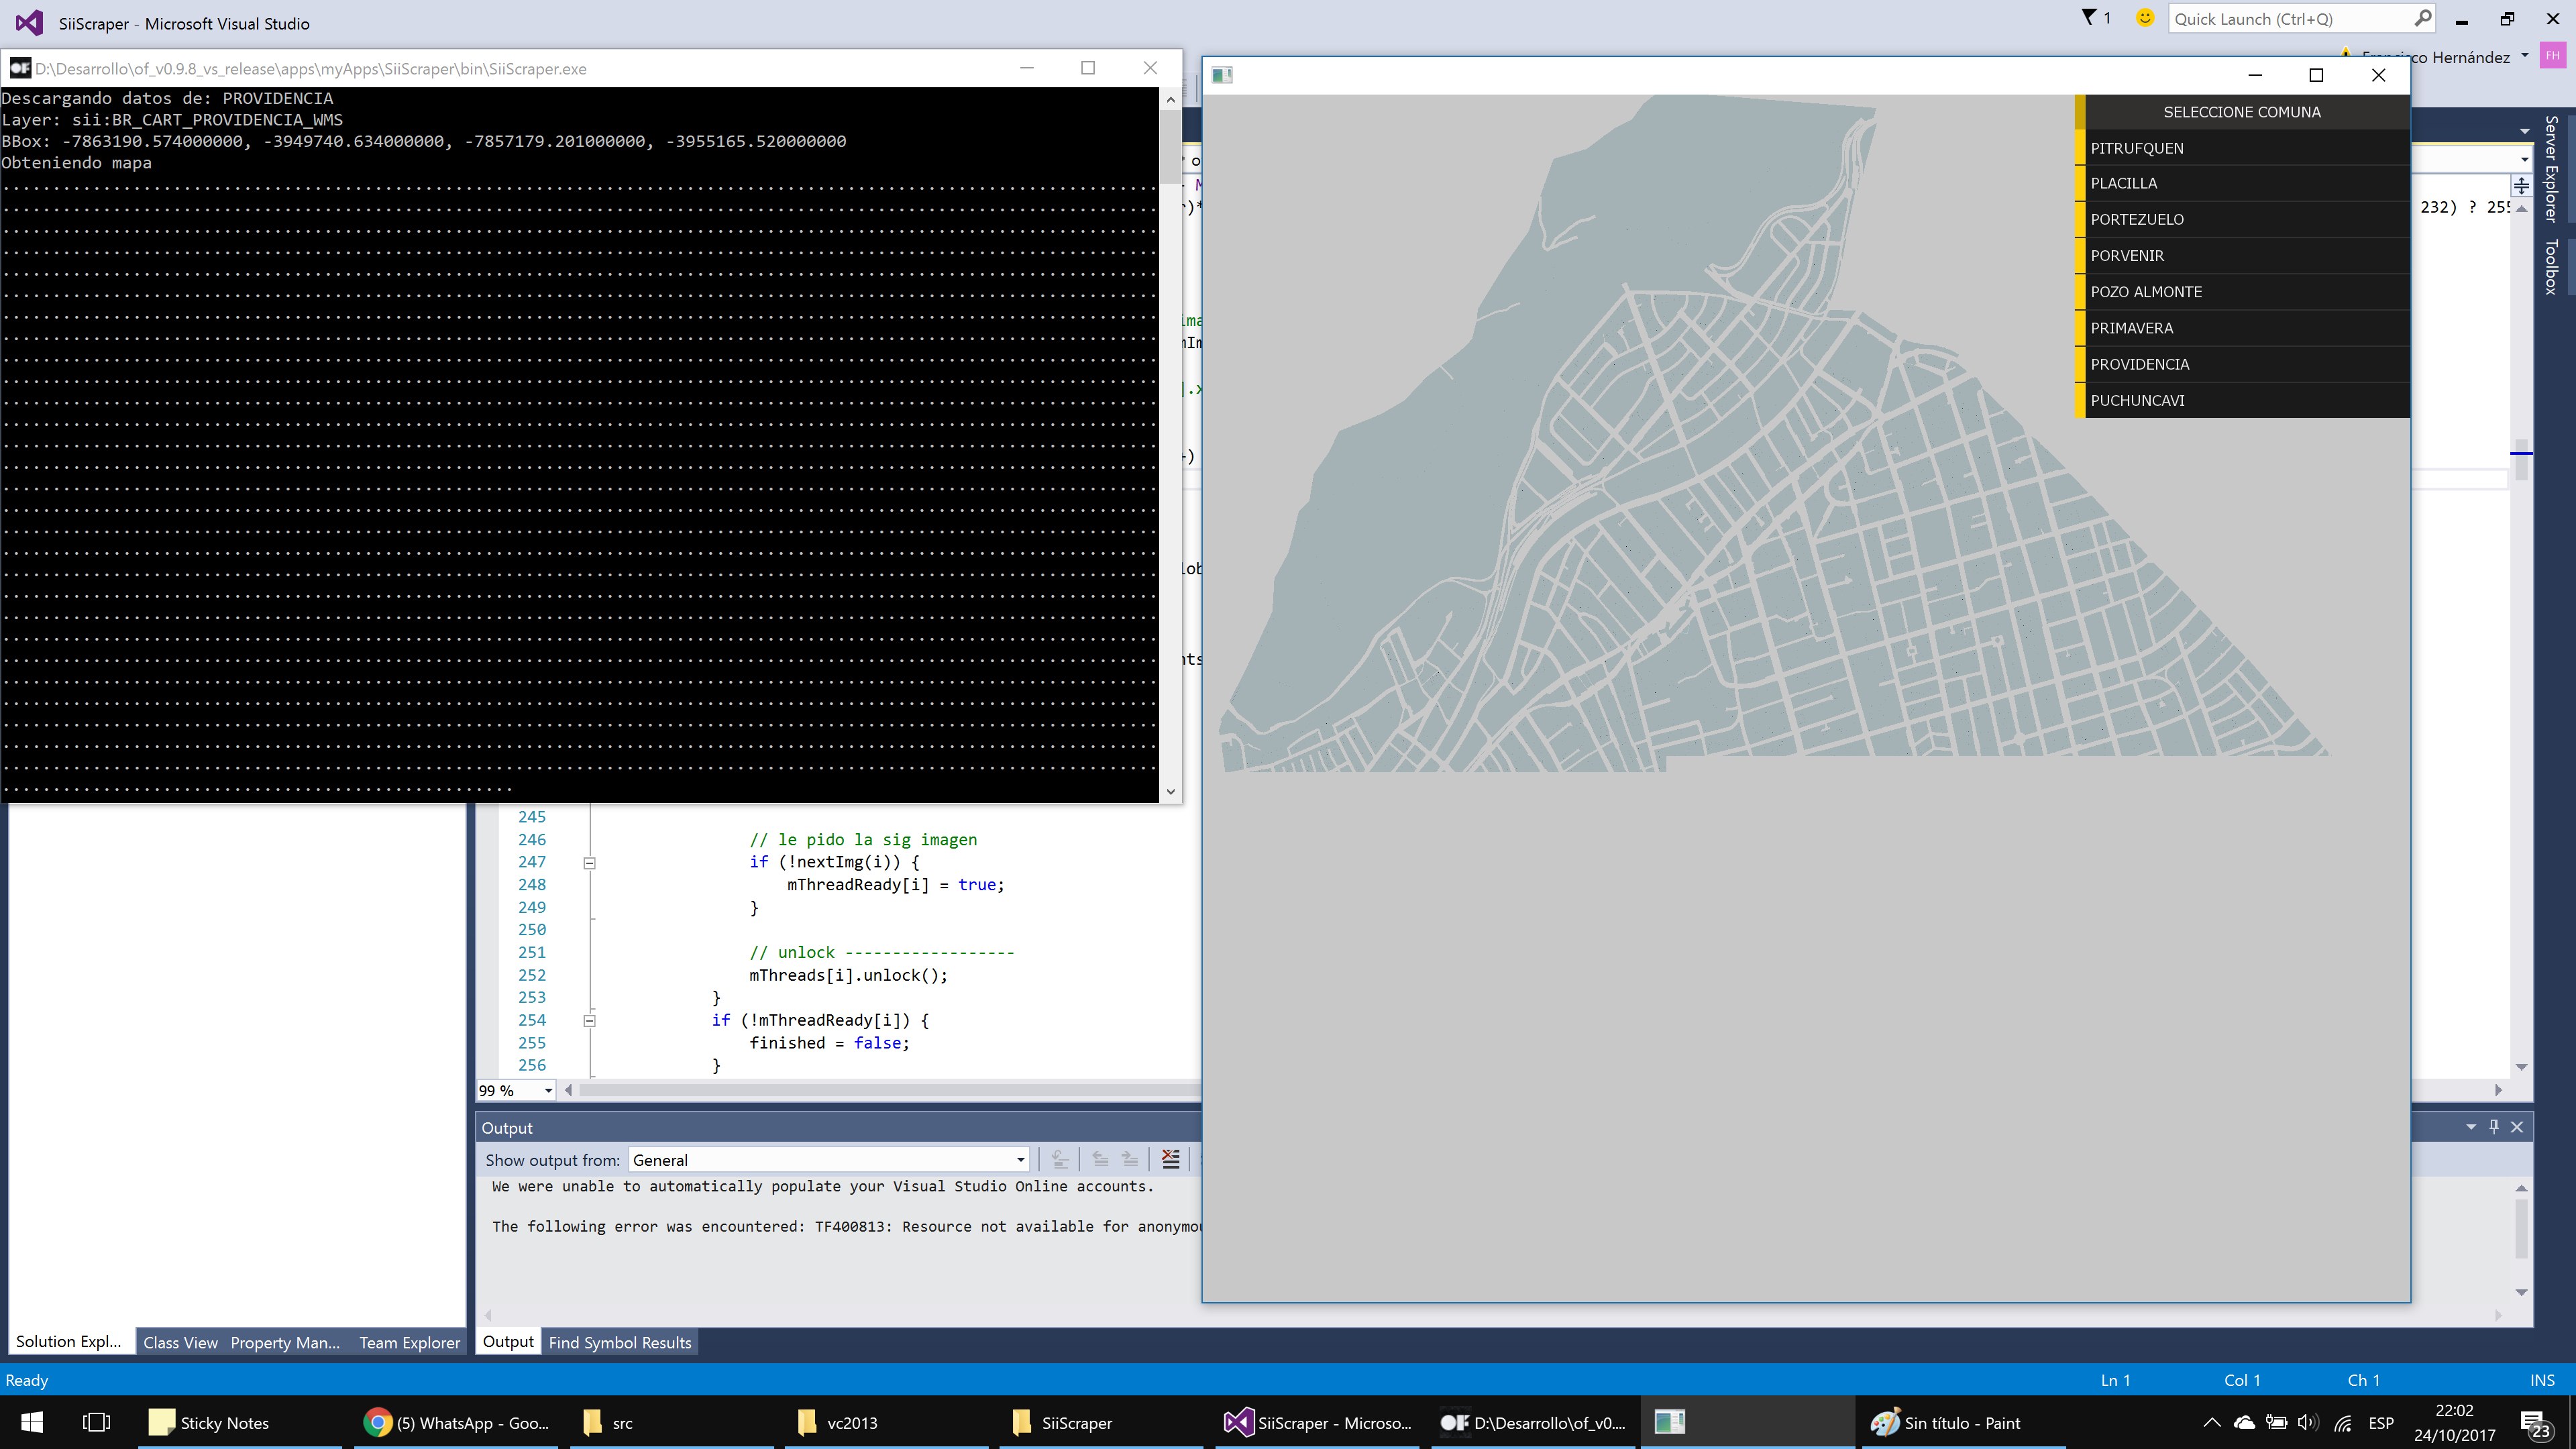 SiiScraper - Microsoft Visual Studio
1
Quick Launch (Ctrl+Q)
co Hernández
FH
D:\Desarrollo\of_v0.9.8_vs_release\apps\myApps\SiiScraper\bin\SiiScraper.exe
Descargando datos de: PROVIDENCIA
Layer: sii:BR_CART_PROVIDENCIA_WMS
BBox: -7863190.574000000, -3949740.634000000, -7857179.201000000, -3955165.520000000
Obteniendo mapa
SELECCIONE COMUNA
PITRUFQUEN
PLACILLA
PORTEZUELO
PORVENIR
POZO ALMONTE
PRIMAVERA
PROVIDENCIA
PUCHUNCAVI
232) ? 255
Server Explorer
Toolbox
245
246 // le pido la sig imagen
247 if (!nextImg(i)) {
248 mThreadReady[i] = true;
249 }
250
251 // unlock ------------------
252 mThreads[i].unlock();
253 }
254 if (!mThreadReady[i]) {
255 finished = false;
256 }
99 %
Output
Show output from: General
We were unable to automatically populate your Visual Studio Online accounts.
The following error was encountered: TF400813: Resource not available for anonymou
Solution Expl... Class View Property Man... Team Explorer Output Find Symbol Results
Ready Ln 1 Col 1 Ch 1 INS
Sticky Notes (5) WhatsApp - Goo... src vc2013 SiiScraper SiiScraper - Microso... OF D:\Desarrollo\of_v0.... Sin título - Paint ESP
22:02
24/10/2017
23